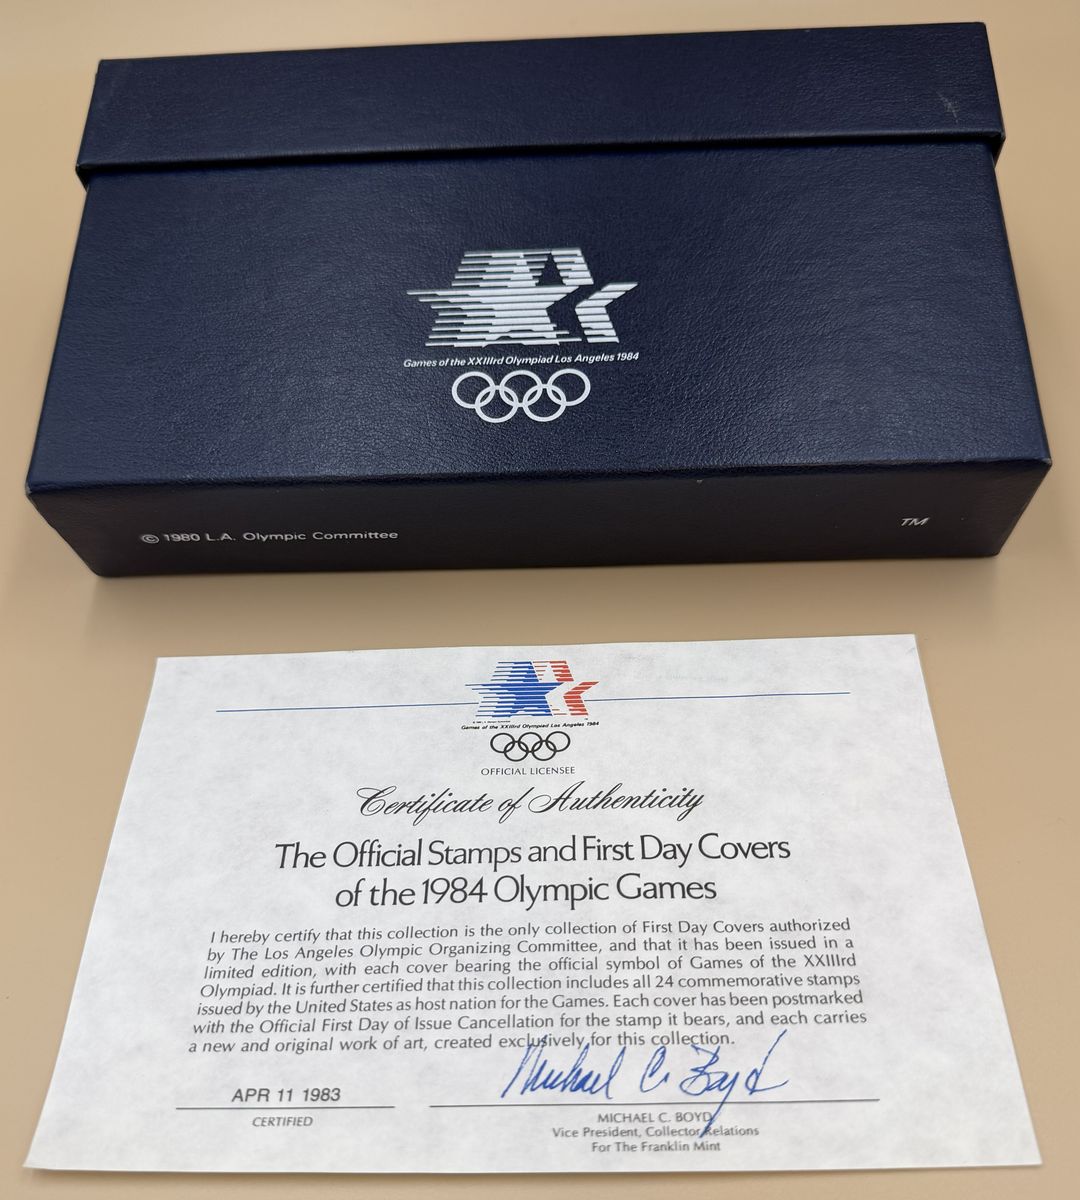 Games of the XXIIIrd Olympiad Los Angeles 1984
© 1980 L.A. Olympic Committee
TM
Games of the XXIIIrd Olympiad Los Angeles 1984
OFFICIAL LICENSEE
Certificate of Authenticity
The Official Stamps and First Day Covers
of the 1984 Olympic Games
I hereby certify that this collection is the only collection of First Day Covers authorized
by The Los Angeles Olympic Organizing Committee, and that it has been issued in a
limited edition, with each cover bearing the official symbol of Games of the XXIIIrd
Olympiad. It is further certified that this collection includes all 24 commemorative stamps
issued by the United States as host nation for the Games. Each cover has been postmarked
with the Official First Day of Issue Cancellation for the stamp it bears, and each carries
a new and original work of art, created exclusively for this collection.
Michael C. Boyd
APR 11 1983
CERTIFIED
MICHAEL C. BOYD
Vice President, Collector Relations
For The Franklin Mint